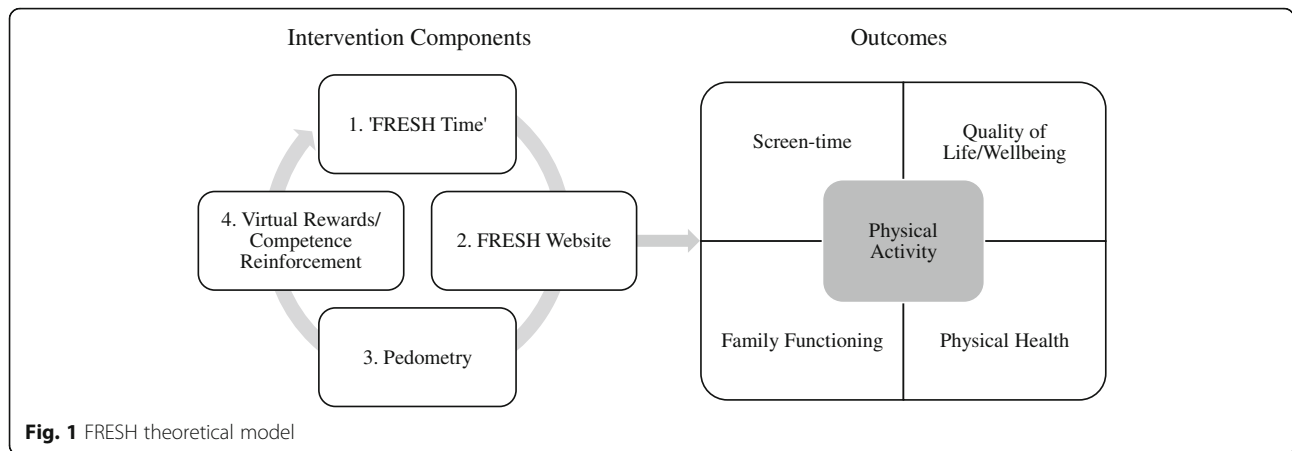 Intervention Components
Outcomes
1. 'FRESH Time'
2. FRESH Website
3. Pedometry
4. Virtual Rewards/
Competence
Reinforcement
Screen-time
Quality of
Life/Wellbeing
Physical
Activity
Family Functioning
Physical Health
Fig. 1 FRESH theoretical model